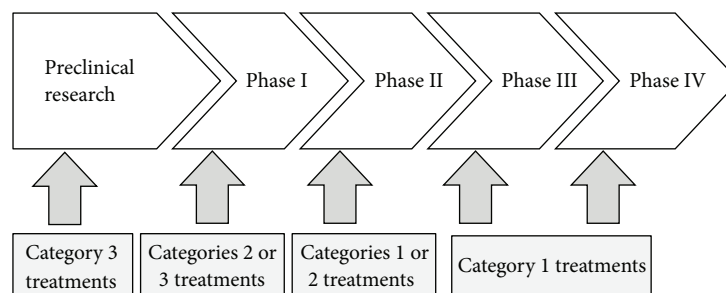 Preclinical
research
Phase I
Phase II
Phase III
Phase IV
Category 3
treatments
Categories 2 or
3 treatments
Categories 1 or
2 treatments
Category 1 treatments